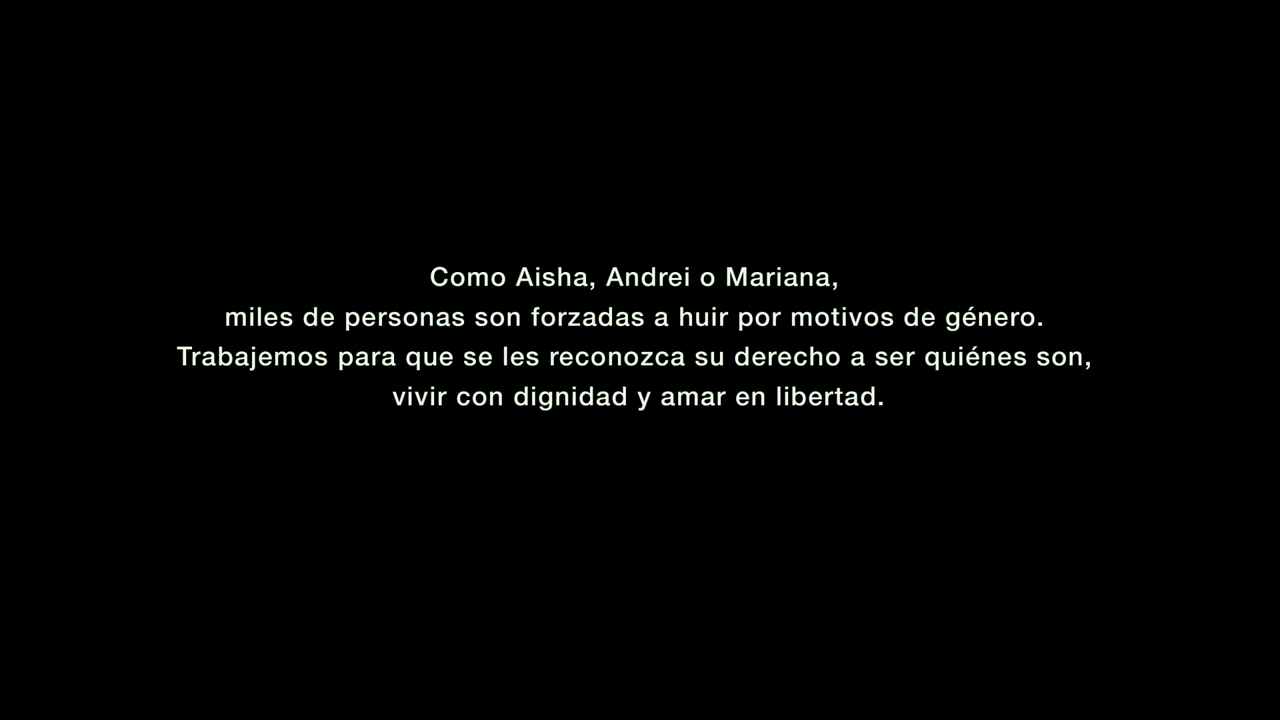 Como Aisha, Andrei o Mariana,
miles de personas son forzadas a huir por motivos de género.
Trabajemos para que se les reconozca su derecho a ser quiénes son,
vivir con dignidad y amar en libertad.